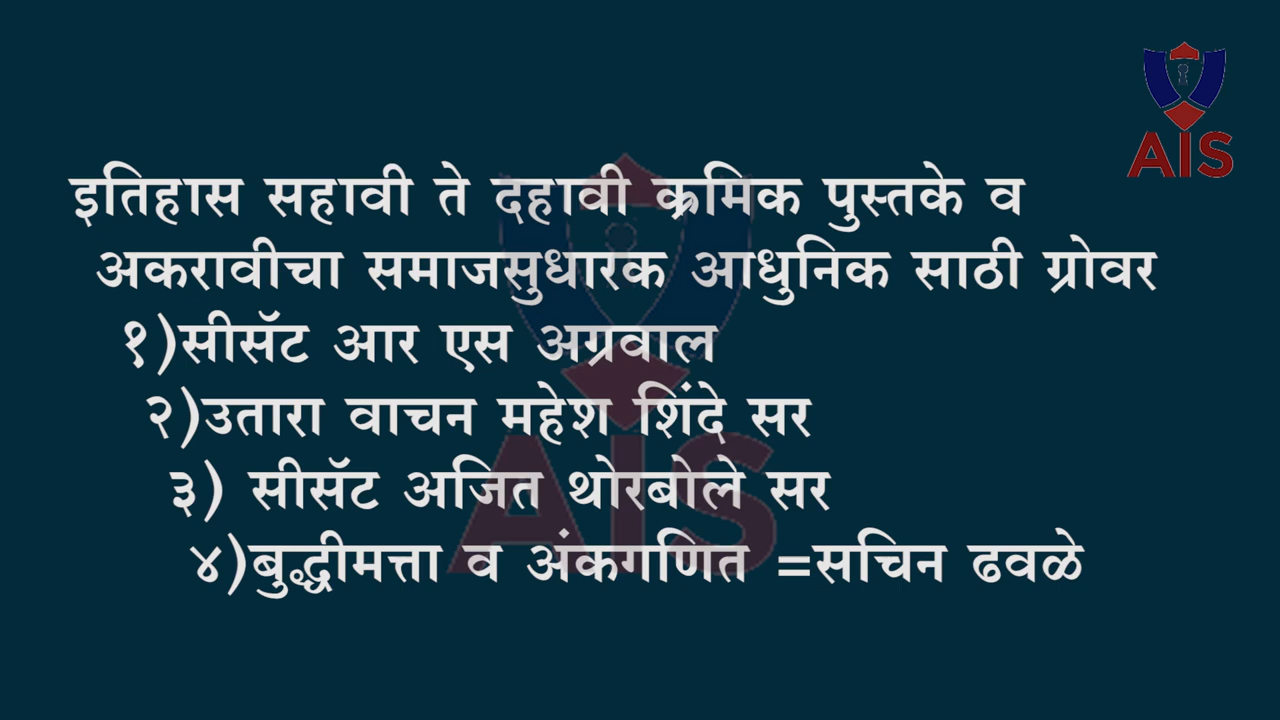 AIS
इतिहास सहावी ते दहावी क्रमिक पुस्तके व
अकरावीचा समाजसुधारक आधुनिक साठी ग्रोवर
१)सीसॅट आर एस अग्रवाल
२)उतारा वाचन महेश शिंदे सर
३) सीसॅट अजित थोरबोले सर
४)बुद्धीमत्ता व अंकगणित =सचिन ढवळे
AIS